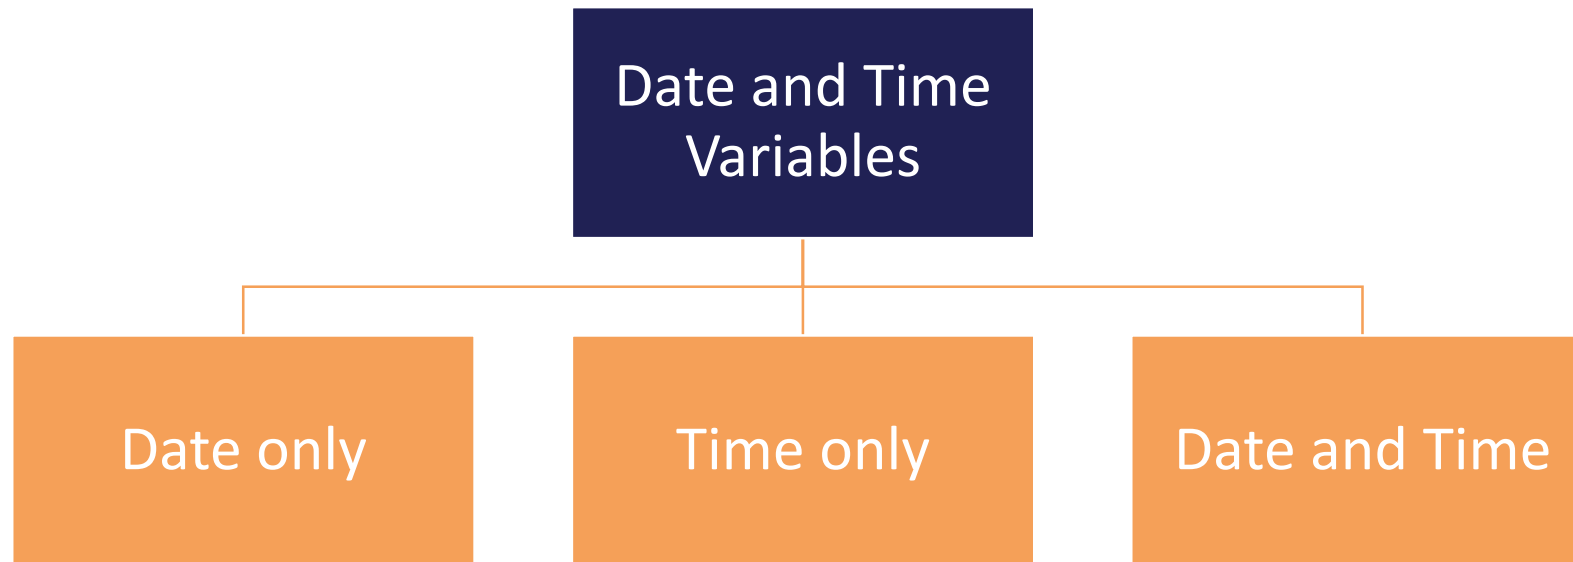 Date and Time
Variables
Date only
Time only
Date and Time